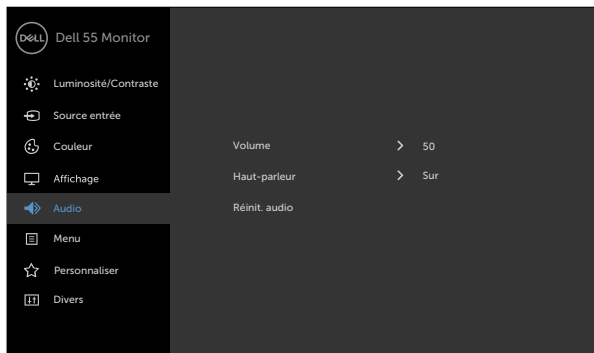 DELL Dell 55 Monitor
Luminosité/Contraste
Source entrée
Couleur
Affichage
Audio
Menu
Personnaliser
Divers
Volume 50
Haut-parleur Sur
Réinit. audio